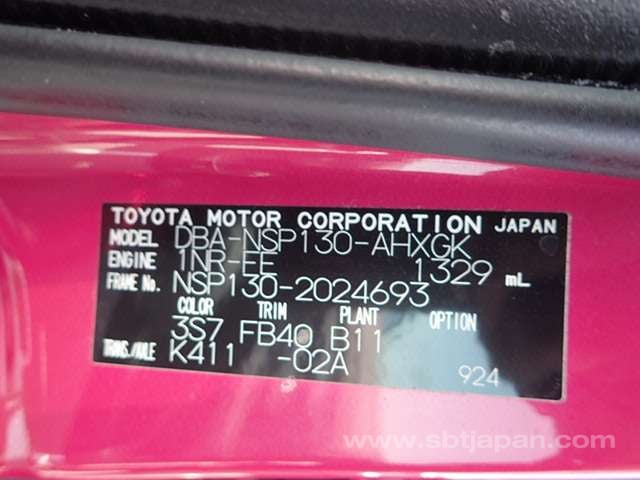 TOYOTA MOTOR CORPORATION JAPAN
MODEL DBA-NSP130-AHXGK
ENGINE 1NR-FE 1329 mL
FRAME No. NSP130-2024693
COLOR TRIM PLANT OPTION
3S7 FB40 B11
TRANS./AXLE K411 -02A
924
www.sbtjapan.com